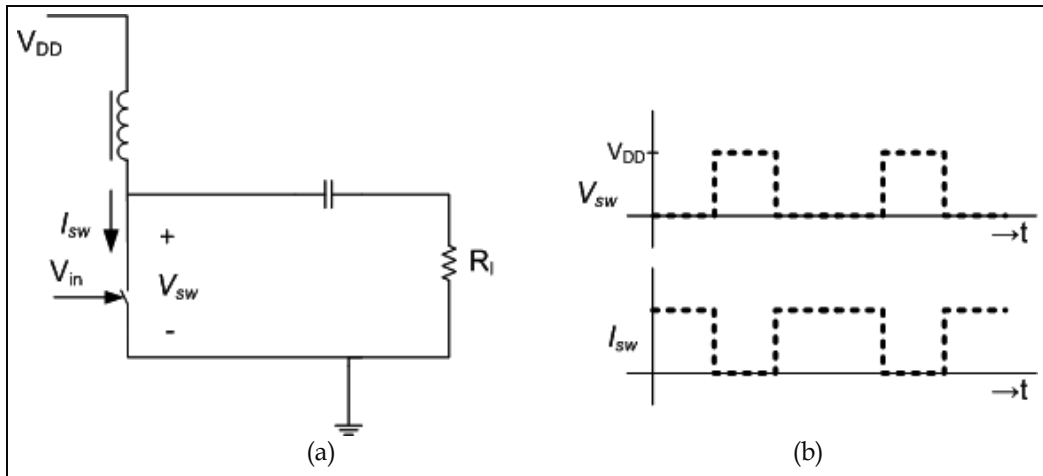 V_DD
I_sw
V_in
+
V_sw
-
R_l
(a)
V_DD
V_sw
→t
I_sw
→t
(b)